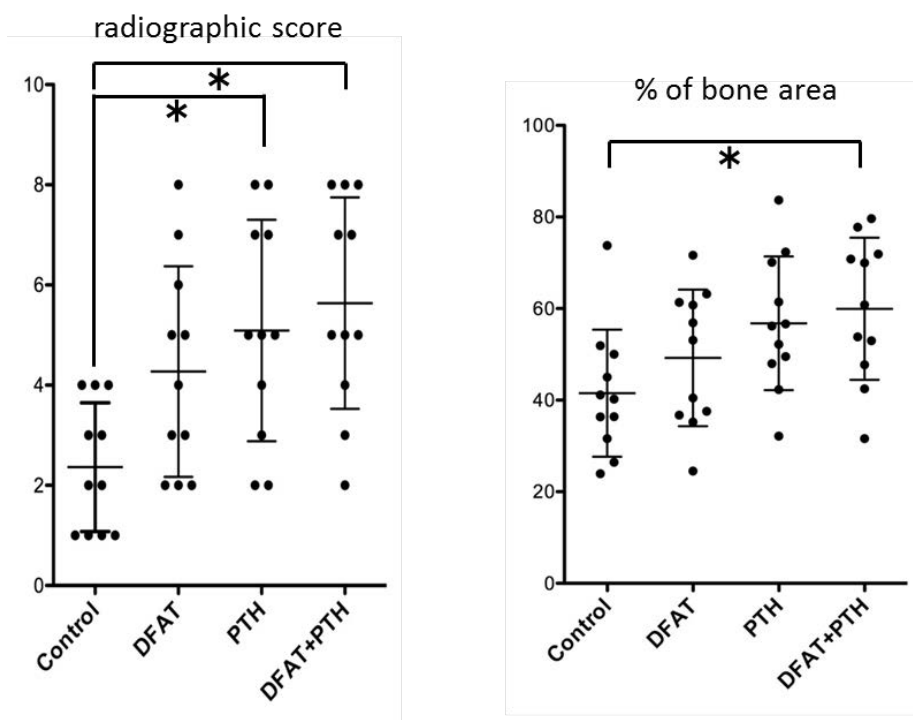 radiographic score
*
*
10
8
6
4
2
0
Control
DFAT
PTH
DFAT+PTH
% of bone area
*
100
80
60
40
20
0
Control
DFAT
PTH
DFAT+PTH